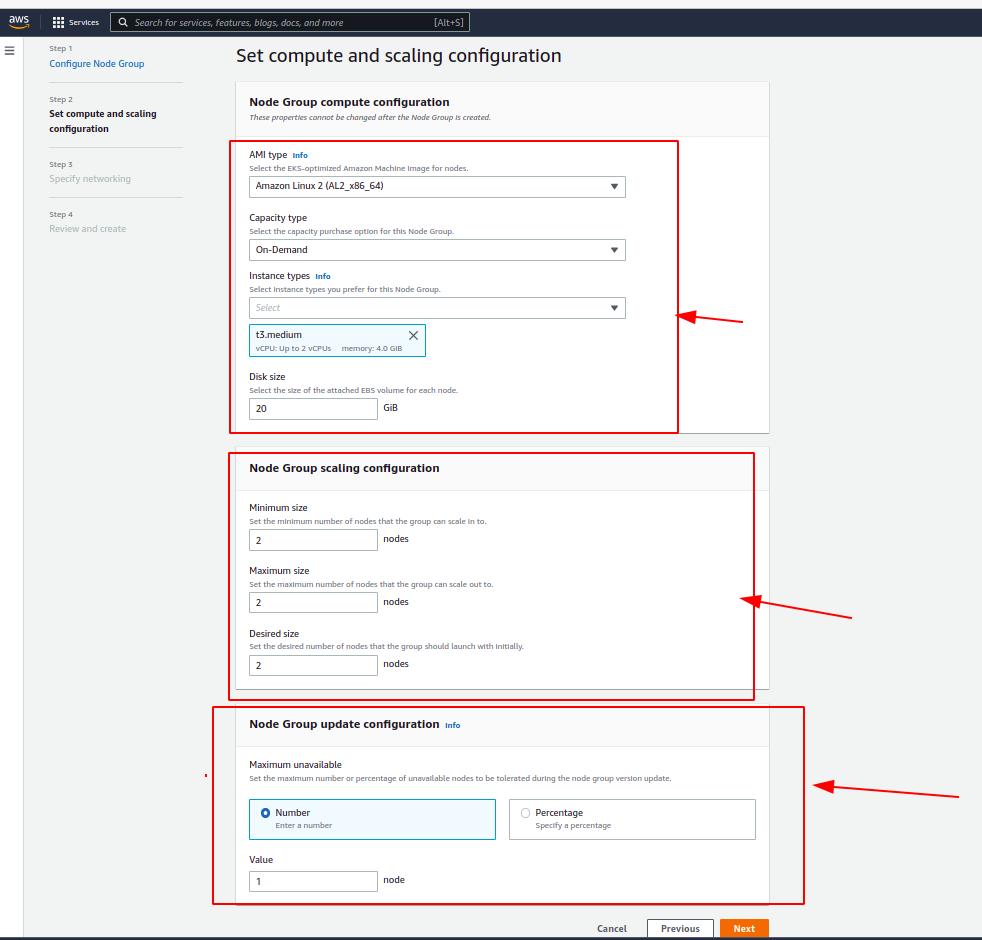 aws
Services
Search for services, features, blogs, docs, and more
[Alt+S]
Step 1
Configure Node Group
Step 2
Set compute and scaling
configuration
Step 3
Specify networking
Step 4
Review and create
Set compute and scaling configuration
Node Group compute configuration
These properties cannot be changed after the Node Group is created.
AMI type Info
Select the EKS-optimized Amazon Machine Image for nodes.
Amazon Linux 2 (AL2_x86_64)
Capacity type
Select the capacity purchase option for this Node Group.
On-Demand
Instance types Info
Select instance types you prefer for this Node Group.
Select
t3.medium
vCPU: Up to 2 vCPUs memory: 4.0 GiB
Disk size
Select the size of the attached EBS volume for each node.
20 GiB
Node Group scaling configuration
Minimum size
Set the minimum number of nodes that the group can scale in to.
2 nodes
Maximum size
Set the maximum number of nodes that the group can scale out to.
2 nodes
Desired size
Set the desired number of nodes that the group should launch with initially.
2 nodes
Node Group update configuration Info
Maximum unavailable
Set the maximum number or percentage of unavailable nodes to be tolerated during the node group version update.
Number
Enter a number
Percentage
Specify a percentage
Value
1 node
Cancel Previous Next